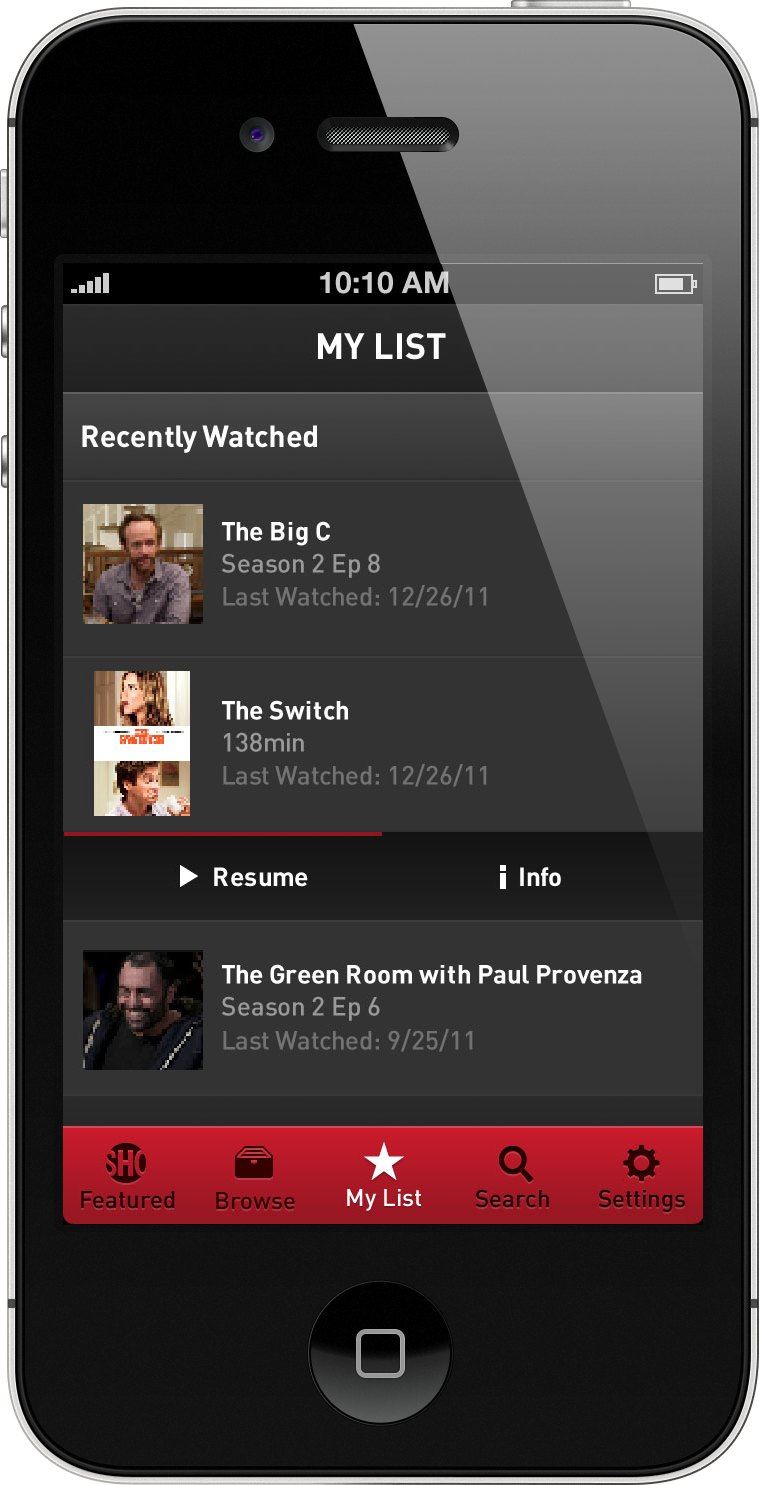 10:10 AM
MY LIST
Recently Watched
The Big C
Season 2 Ep 8
Last Watched: 12/26/11
The Switch
138min
Last Watched: 12/26/11
Resume
Info
The Green Room with Paul Provenza
Season 2 Ep 6
Last Watched: 9/25/11
SHO
Featured
Browse
My List
Search
Settings